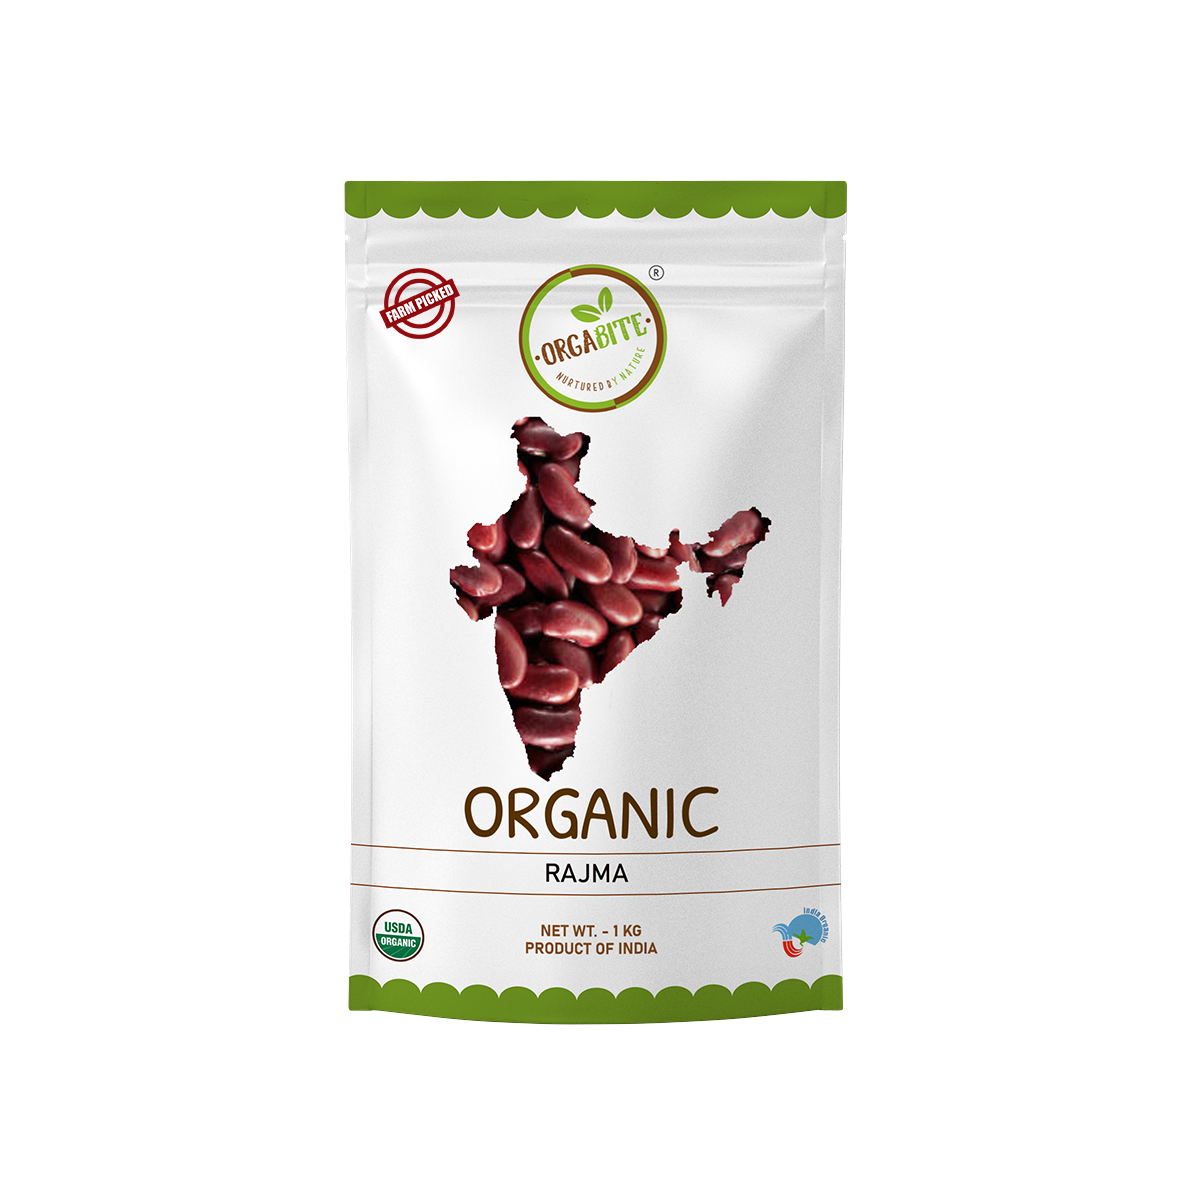 FARM PICKED
®
ORGABITE
NURTURED BY NATURE
ORGANIC
RAJMA
USDA
ORGANIC
NET WT. - 1 KG
PRODUCT OF INDIA
India Organic